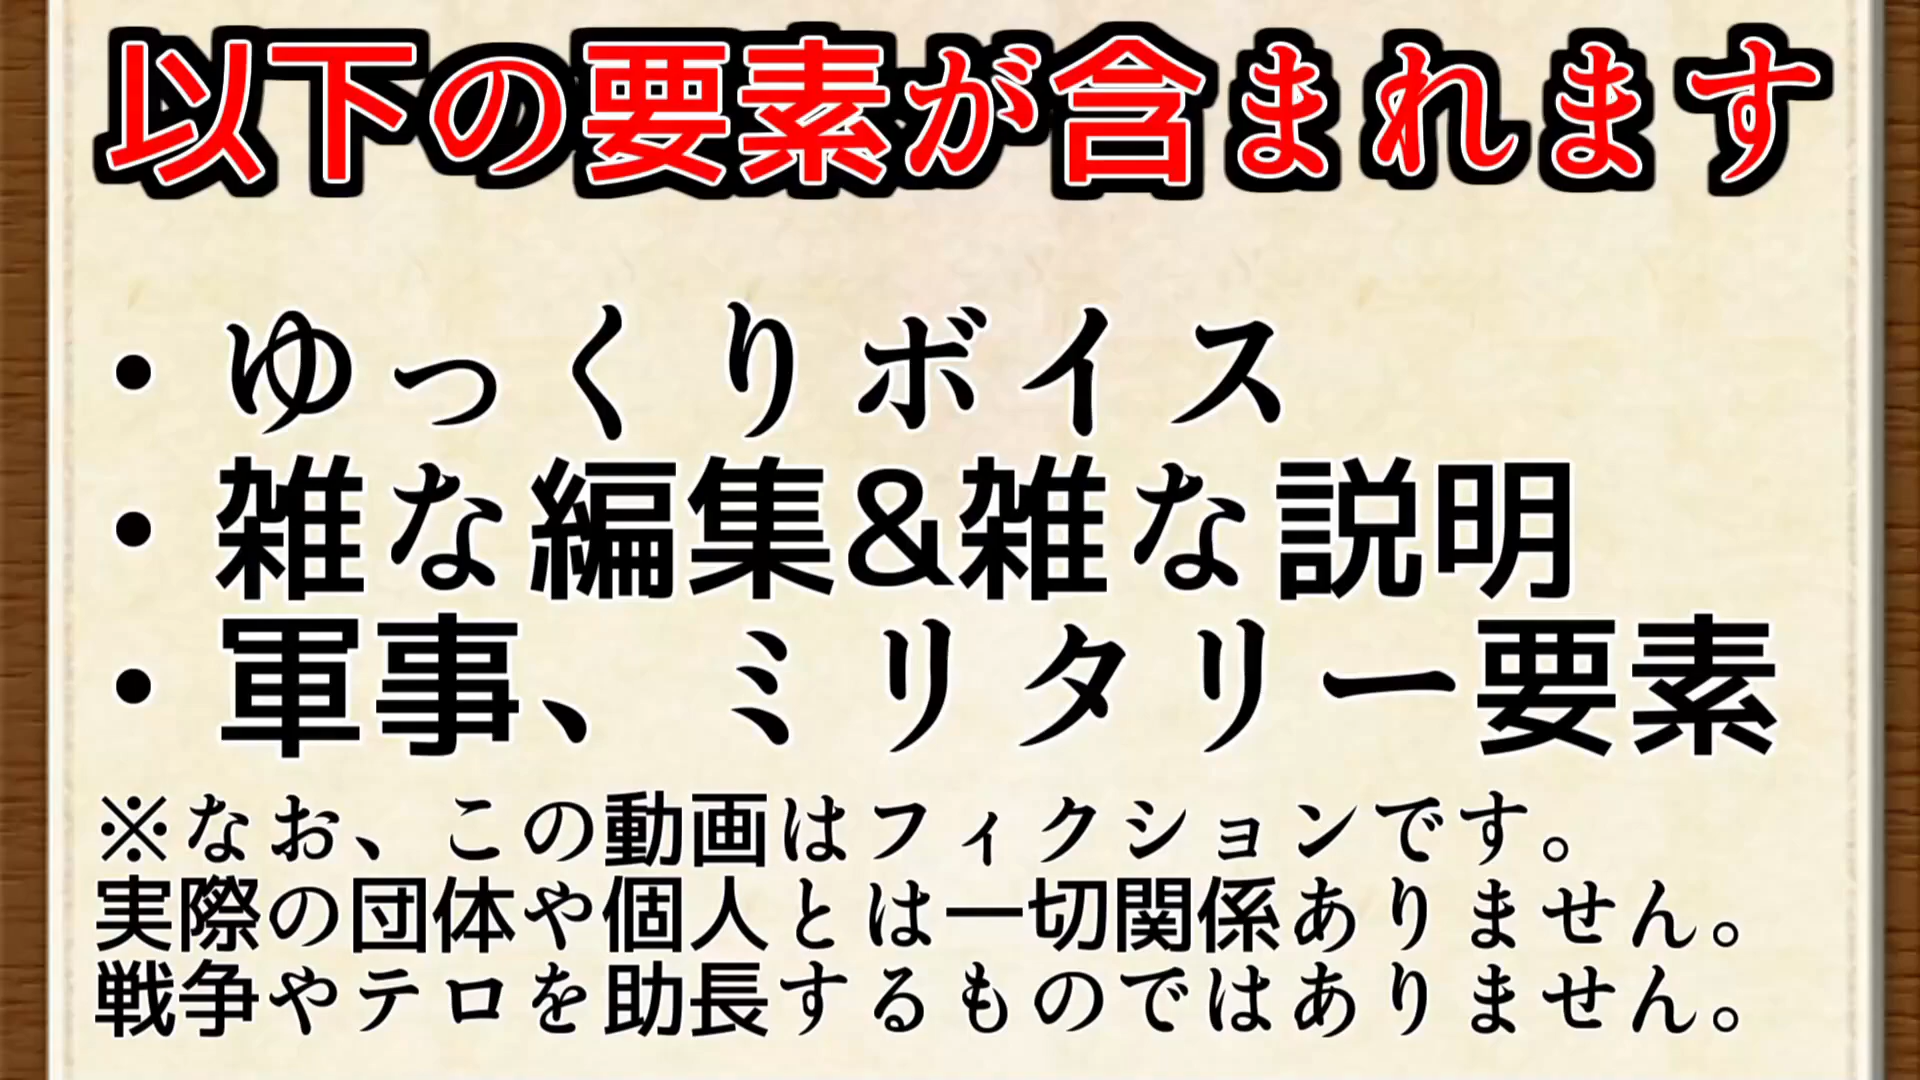 以下の要素が含まれます
・ゆっくりボイス
・雑な編集&雑な説明
・軍事、ミリタリー要素
※なお、この動画はフィクションです。
実際の団体や個人とは一切関係ありません。
戦争やテロを助長するものではありません。